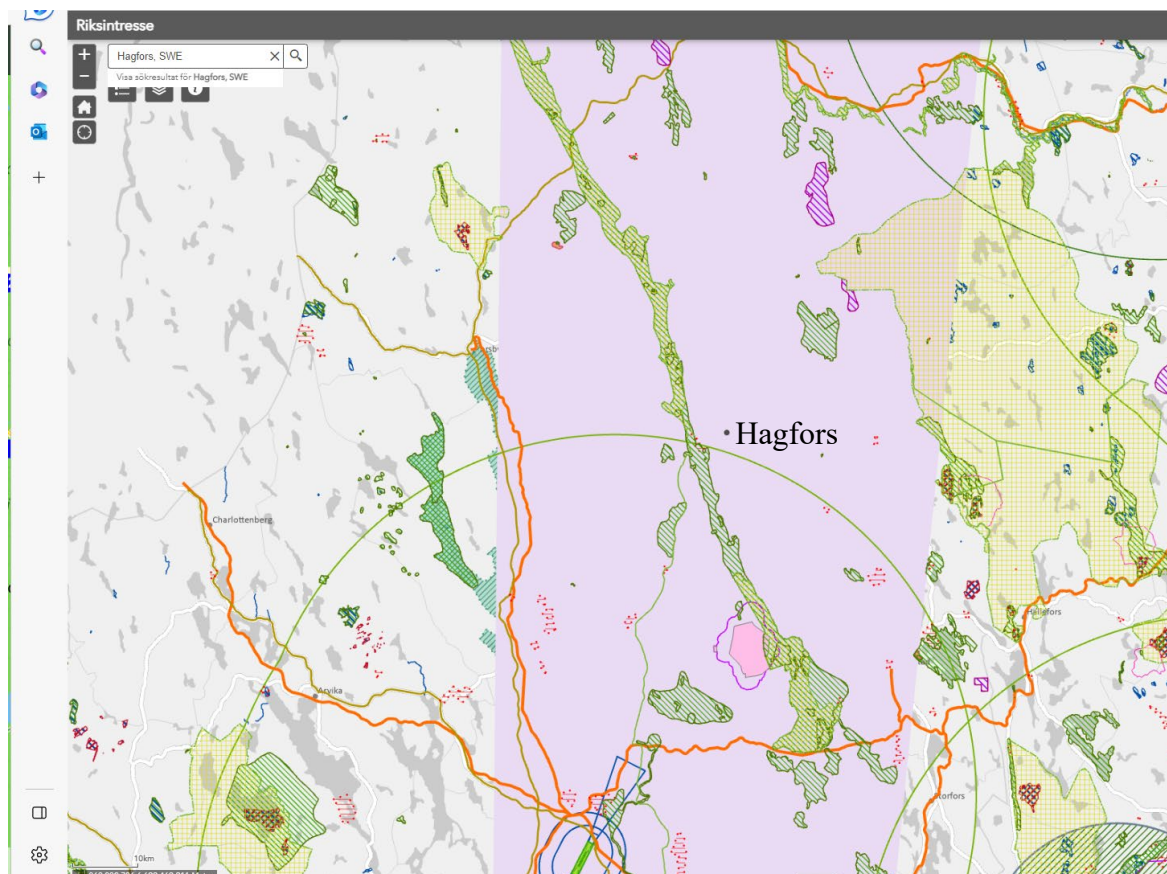 Riksintresse
Hagfors, SWE
Visa sökresultat för Hagfors, SWE
Hagfors
Charlottenberg
Hällefors
Arvika
Storfors
10km